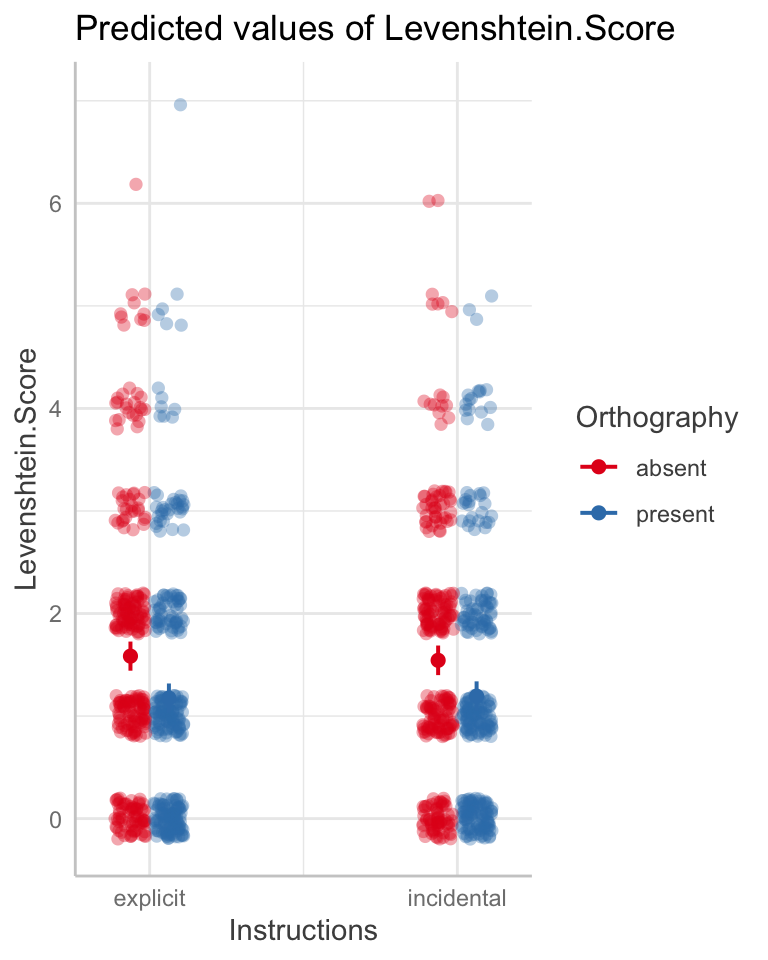 Predicted values of Levenshtein.Score
Levenshtein.Score
6
4
2
0
explicit
incidental
Instructions
Orthography
absent
present